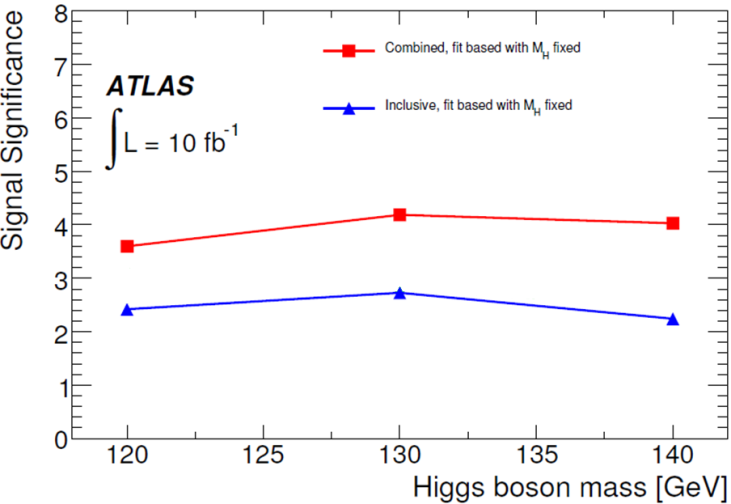 8
7
6
5
4
3
2
1
0
Signal Significance
Combined, fit based with M_H fixed
Inclusive, fit based with M_H fixed
ATLAS
∫L = 10 fb⁻¹
120 125 130 135 140
Higgs boson mass [GeV]